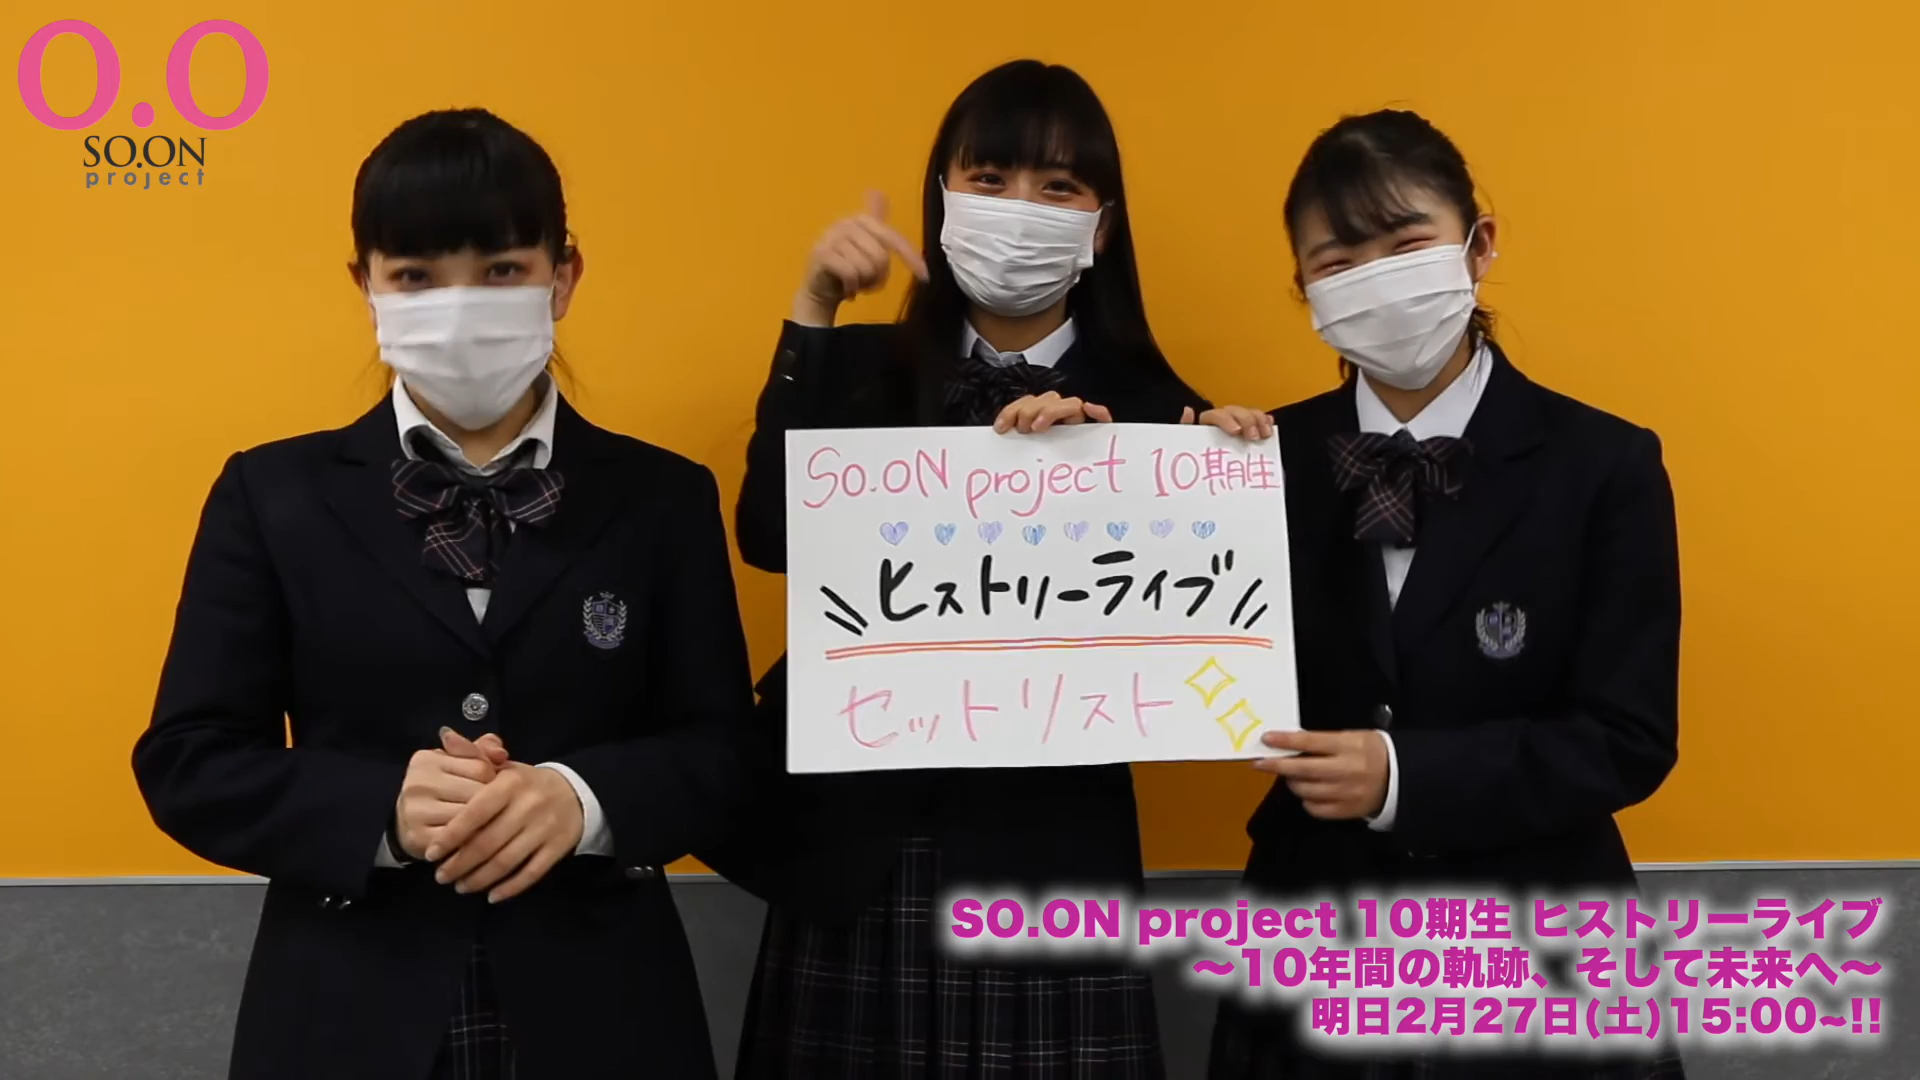 O.O
SO.ON
project
SO.ON project 10期生
ヒストリーライブ
セットリスト
SO.ON project 10期生 ヒストリーライブ
〜10年間の軌跡、そして未来へ〜
明日2月27日(土)15:00~!!